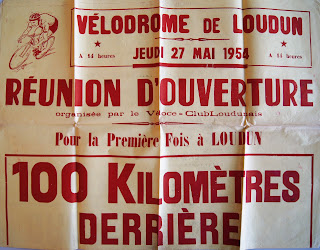 VÉLODROME DE LOUDUN
A 14 heures JEUDI 27 MAI 1954 A 14 heures
RÉUNION D'OUVERTURE
organisée par le Véloce-Club Loudunais
Pour la Première Fois à LOUDUN
100 KILOMÈTRES
DERRIÈRE